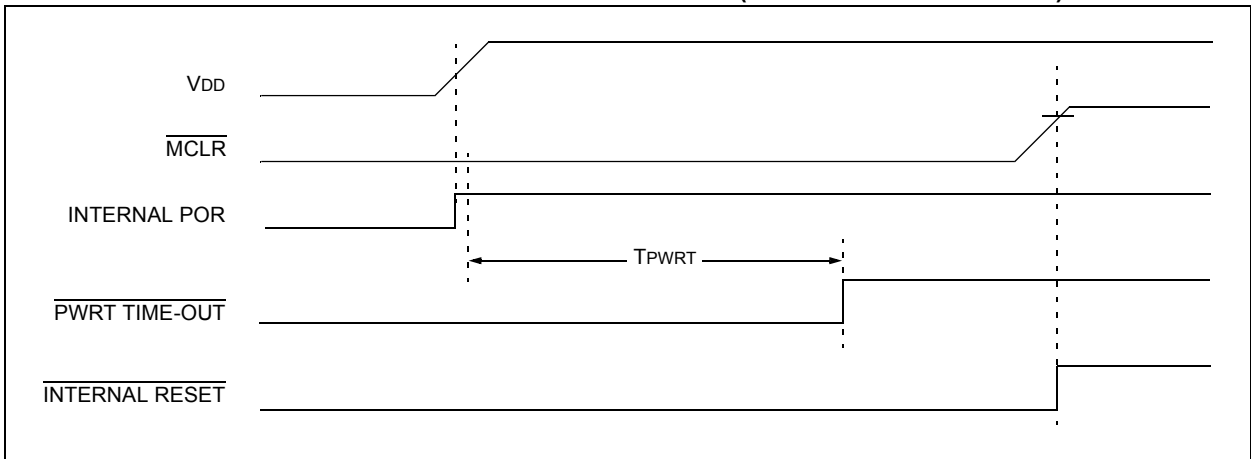 VDD
MCLR
INTERNAL POR
TPWRT
PWRT TIME-OUT
INTERNAL RESET